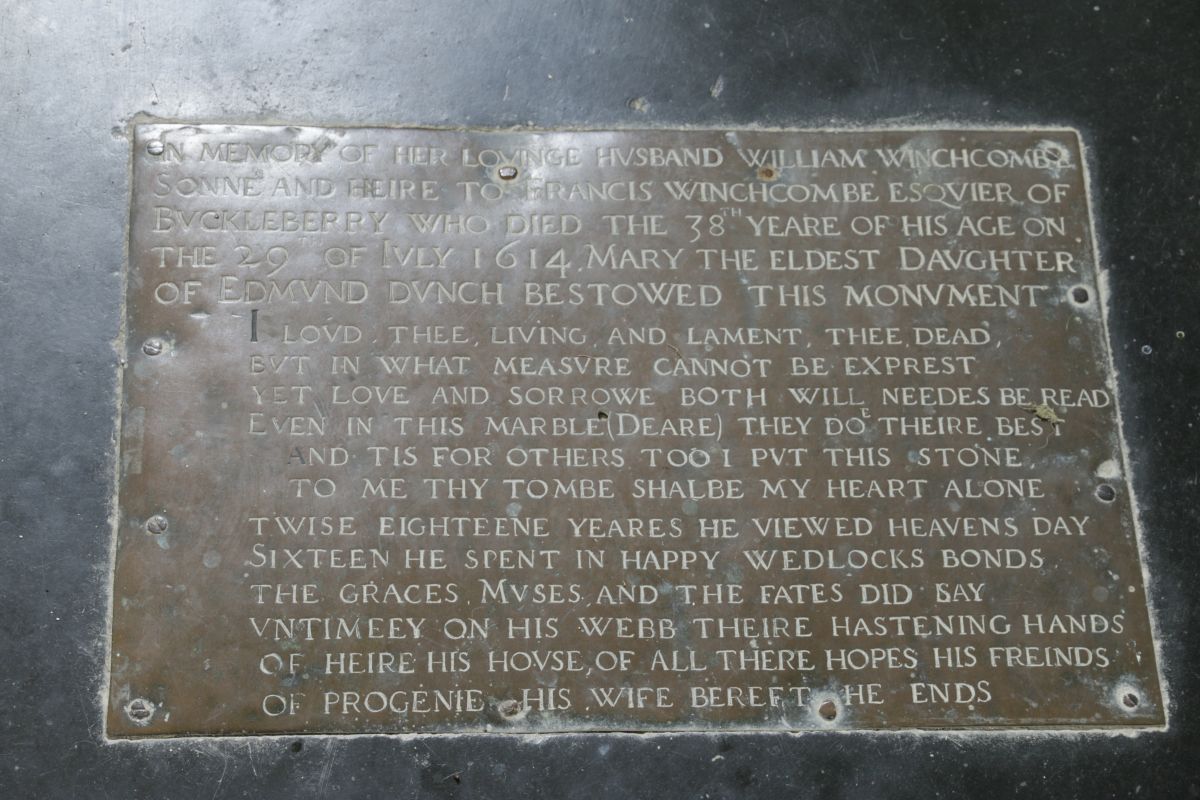 IN MEMORY OF HER LOVINGE HVSBAND WILLIAM WINCHCOMBE
SONNE AND HEIRE TO FRANCIS WINCHCOMBE ESQVIER OF
BVCKLEBERRY WHO DIED THE 38TH YEARE OF HIS AGE ON
THE 29TH OF IVLY 1614. MARY THE ELDEST DAVGHTER
OF EDMVND DVNCH BESTOWED THIS MONVMENT
I LOVD THEE, LIVING, AND LAMENT, THEE, DEAD,
BVT IN WHAT MEASVRE CANNOT BE EXPREST
YET LOVE AND SORROWE BOTH WILL NEEDES BE READ
EVEN IN THIS MARBLE (DEARE) THEY DOE THEIRE BEST
AND TIS FOR OTHERS TOO I PVT THIS STONE,
TO ME THY TOMBE SHALBE MY HEART ALONE
TWISE EIGHTEENE YEARES HE VIEWED HEAVENS DAY
SIXTEEN HE SPENT IN HAPPY WEDLOCKS BONDS
THE GRACES, MVSES, AND THE FATES DID SAY
VNTIMEEY ON HIS WEBB THEIRE HASTENING HANDS
OF HEIRE HIS HOVSE, OF ALL THERE HOPES HIS FREINDS
OF PROGENIE HIS WIFE BEREFT HE ENDS